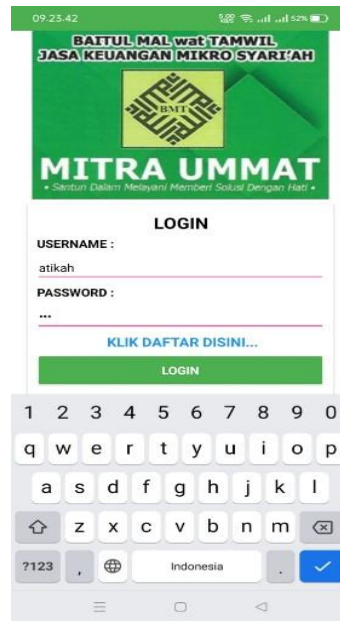 09.23.42
52%
BAITUL MAL wat TAMWIL
JASA KEUANGAN MIKRO SYARI'AH
BMT
MITRA UMMAT
• Santun Dalam Melayani Memberi Solusi Dengan Hati •
LOGIN
USERNAME :
atikah
PASSWORD :
...
KLIK DAFTAR DISINI...
LOGIN
1 2 3 4 5 6 7 8 9 0
q w e r t y u i o p
a s d f g h j k l
z x c v b n m
?123 , Indonesia .